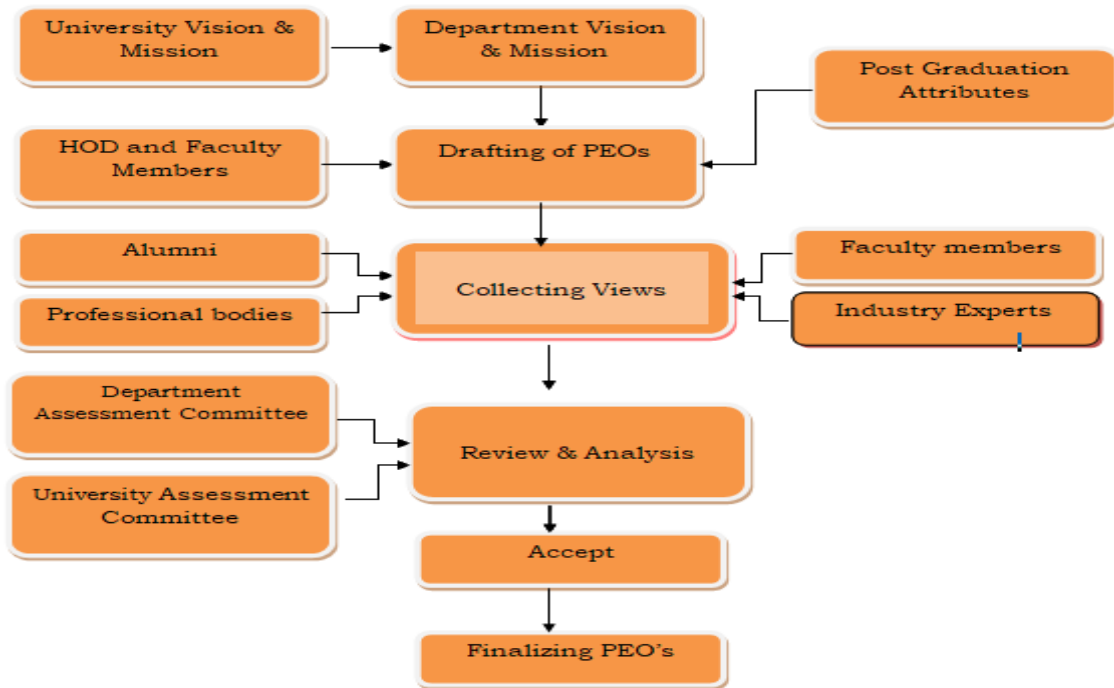 University Vision &
Mission
Department Vision
& Mission
Post Graduation
Attributes
HOD and Faculty
Members
Drafting of PEOs
Alumni
Professional bodies
Collecting Views
Faculty members
Industry Experts
Department
Assessment Committee
University Assessment
Committee
Review & Analysis
Accept
Finalizing PEO's